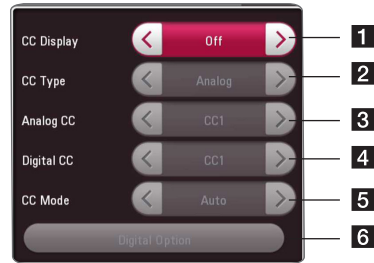 CC Display Off 1
CC Type Analog 2
Analog CC CC1 3
Digital CC CC1 4
CC Mode Auto 5
Digital Option 6